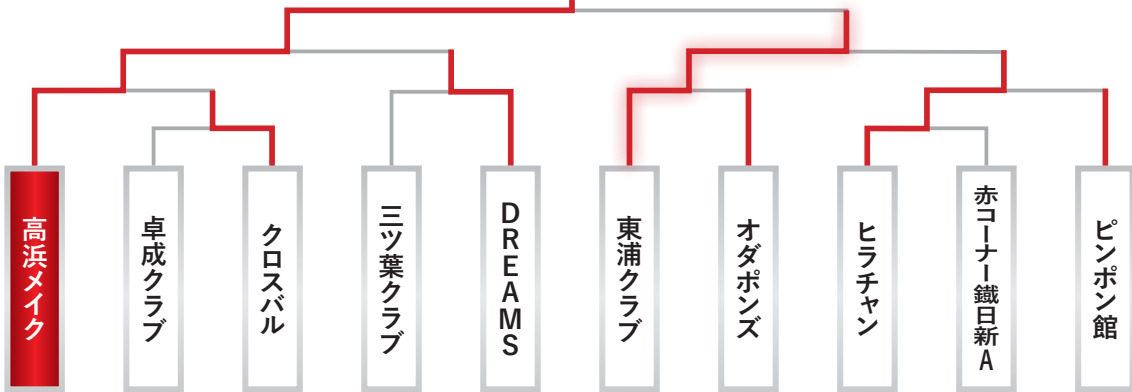 高浜メイク
卓成クラブ
クロスバル
三ツ葉クラブ
DREAMS
東浦クラブ
オダポンズ
ヒラチャン
赤コーナー鐵日新A
ピンポン館